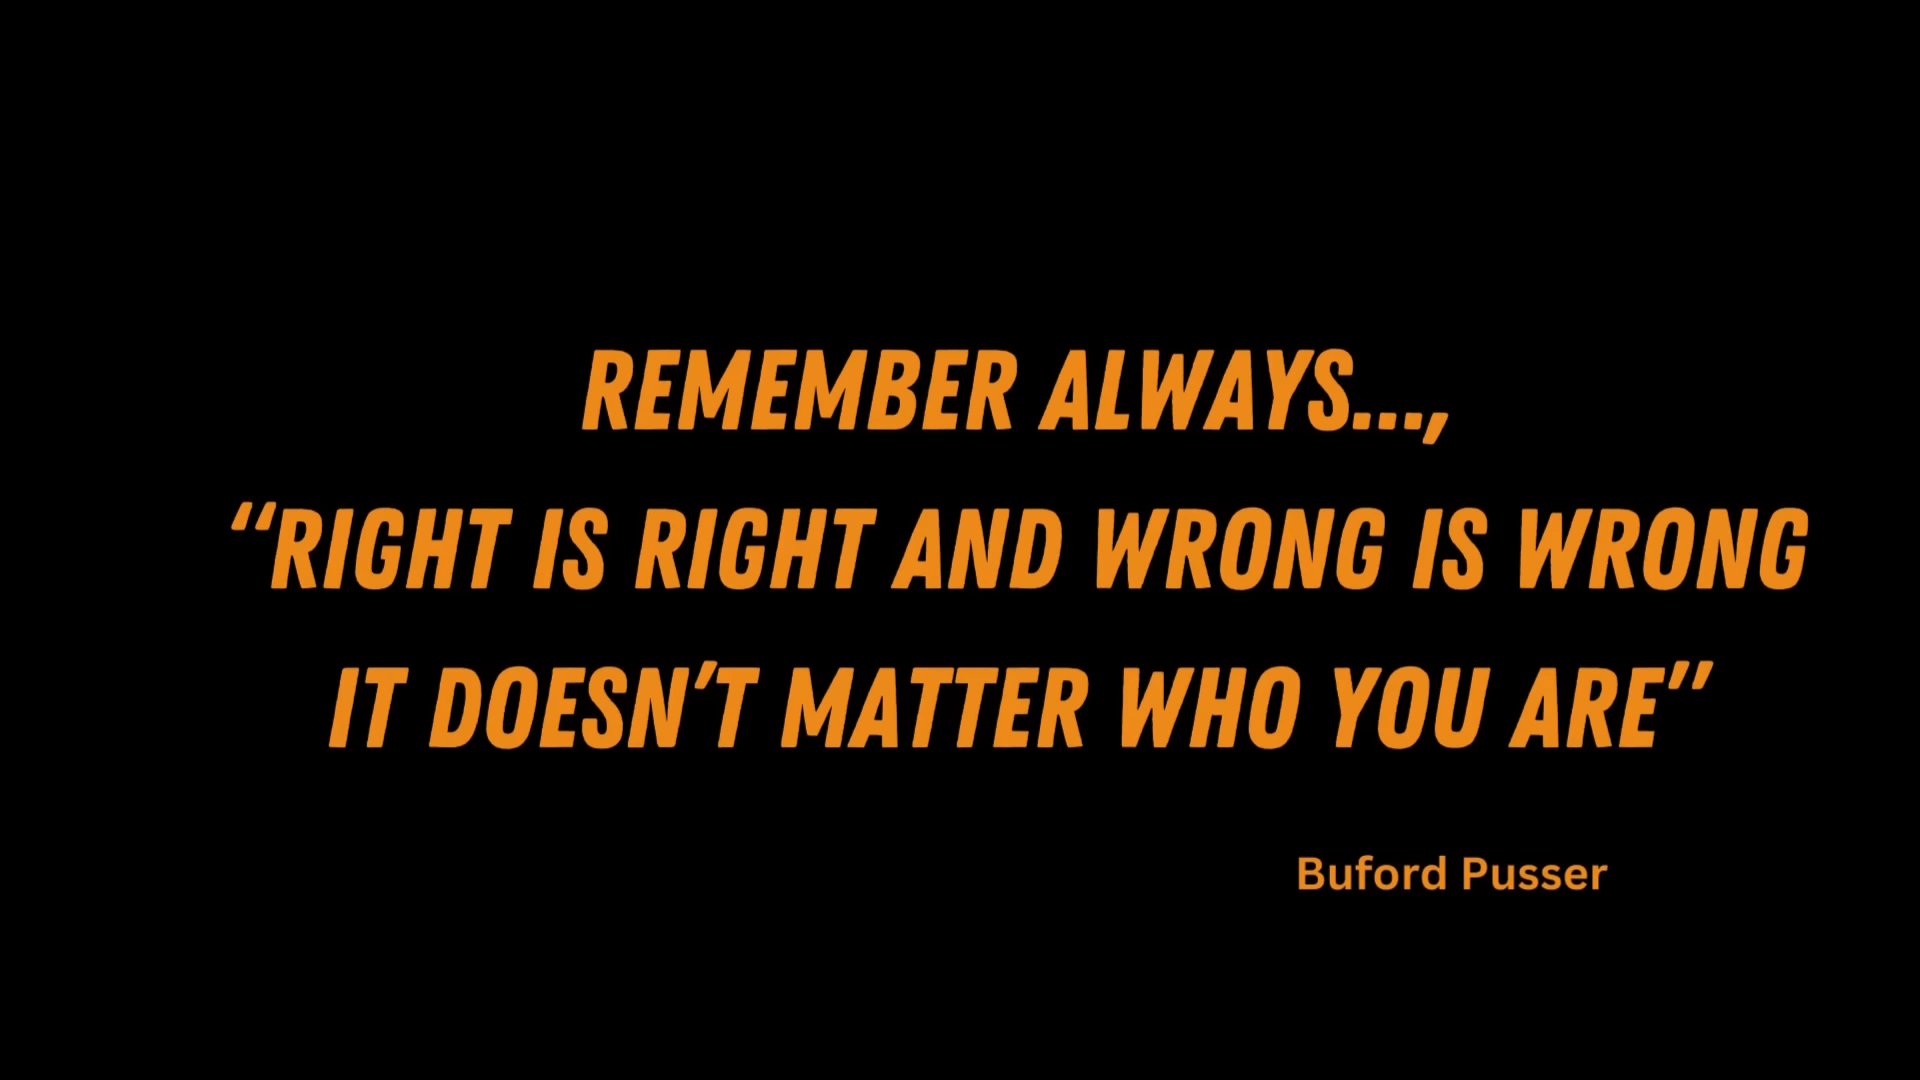 REMEMBER ALWAYS...,
“RIGHT IS RIGHT AND WRONG IS WRONG
IT DOESN’T MATTER WHO YOU ARE”
Buford Pusser